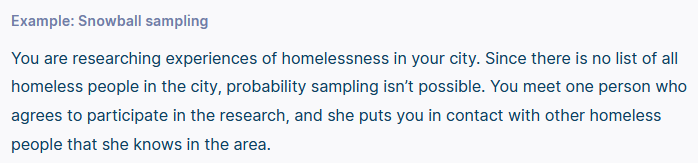 Example: Snowball sampling
You are researching experiences of homelessness in your city. Since there is no list of all
homeless people in the city, probability sampling isn’t possible. You meet one person who
agrees to participate in the research, and she puts you in contact with other homeless
people that she knows in the area.